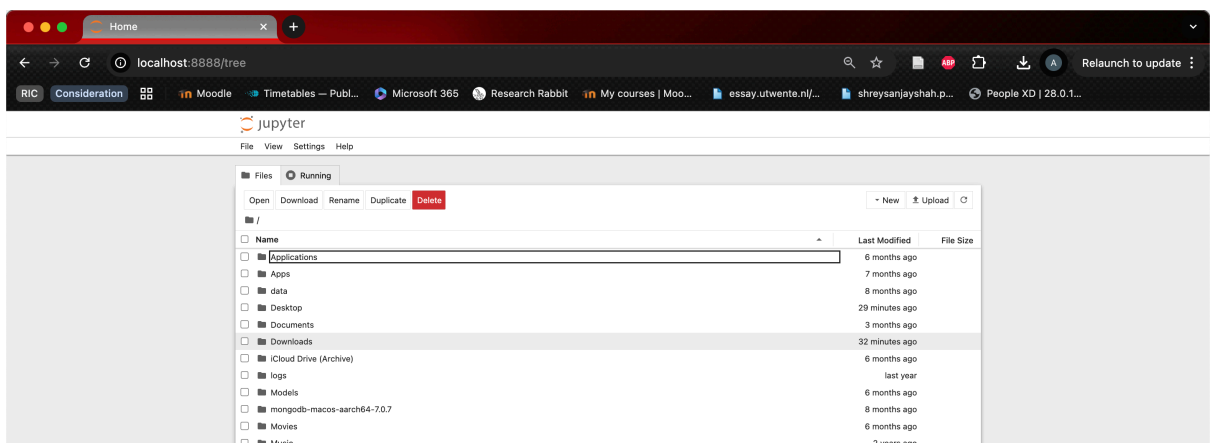 Home
localhost:8888/tree
ABP
A
Relaunch to update
RIC Consideration Moodle Timetables — Publ... Microsoft 365 Research Rabbit My courses | Moo... essay.utwente.nl/... shreysanjayshah.p... People XD | 28.0.1...
jupyter
File View Settings Help
Files Running
Open Download Rename Duplicate Delete New Upload
/
Name Last Modified File Size
Applications 6 months ago
Apps 7 months ago
data 8 months ago
Desktop 29 minutes ago
Documents 3 months ago
Downloads 32 minutes ago
iCloud Drive (Archive) 6 months ago
logs last year
Models 6 months ago
mongodb-macos-aarch64-7.0.7 8 months ago
Movies 6 months ago